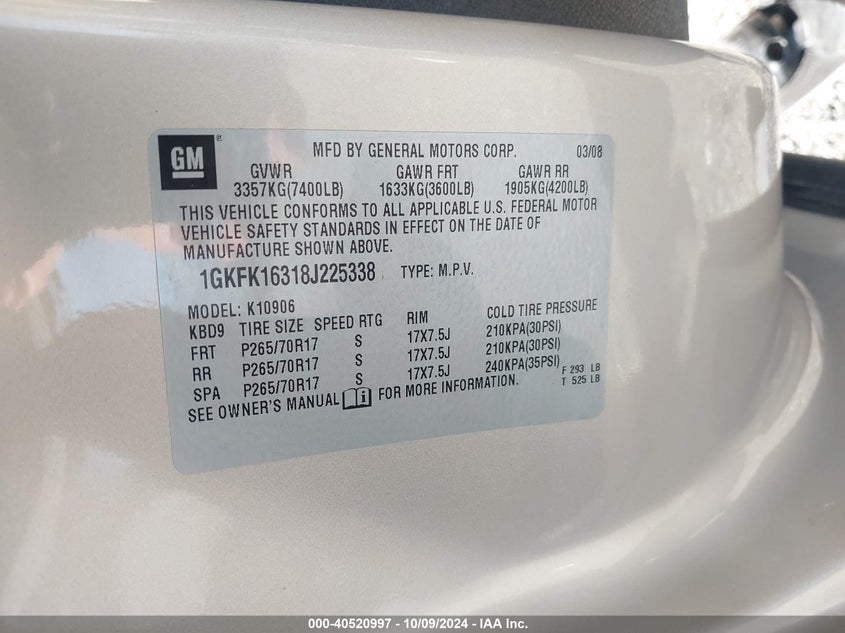 GM ® MFD BY GENERAL MOTORS CORP. 03/08
GVWR GAWR FRT GAWR RR
3357KG(7400LB) 1633KG(3600LB) 1905KG(4200LB)
THIS VEHICLE CONFORMS TO ALL APPLICABLE U.S. FEDERAL MOTOR
VEHICLE SAFETY STANDARDS IN EFFECT ON THE DATE OF
MANUFACTURE SHOWN ABOVE.
1GKFK16318J225338 TYPE: M.P.V.
MODEL: K10906
KBD9 TIRE SIZE SPEED RTG RIM COLD TIRE PRESSURE
FRT P265/70R17 S 17X7.5J 210KPA(30PSI)
RR P265/70R17 S 17X7.5J 210KPA(30PSI)
SPA P265/70R17 S 17X7.5J 240KPA(35PSI) F 293 LB
SEE OWNER'S MANUAL FOR MORE INFORMATION. T 525 LB
000-40520997 - 10/09/2024 - IAA Inc.